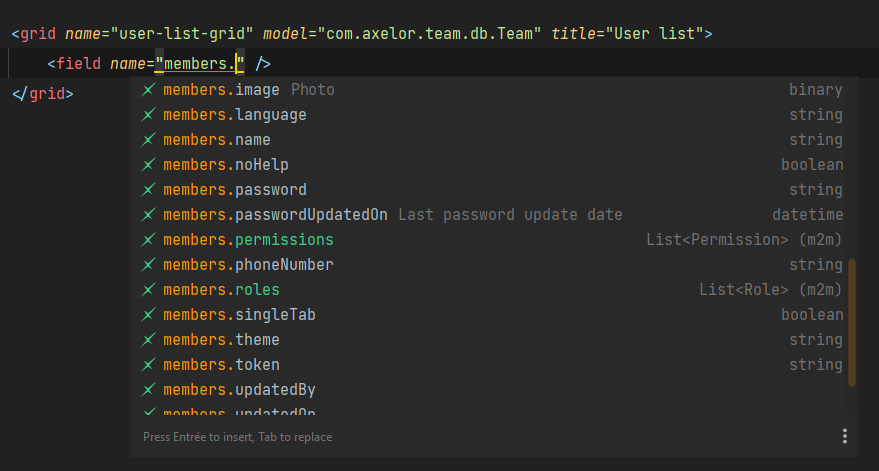 <grid name="user-list-grid" model="com.axelor.team.db.Team" title="User list">
<field name="members." />
</grid>
members.image Photo binary
members.language string
members.name string
members.noHelp boolean
members.password string
members.passwordUpdatedOn Last password update date datetime
members.permissions List<Permission> (m2m)
members.phoneNumber string
members.roles List<Role> (m2m)
members.singleTab boolean
members.theme string
members.token string
members.updatedBy
members.updatedOn
Press Entrée to insert, Tab to replace